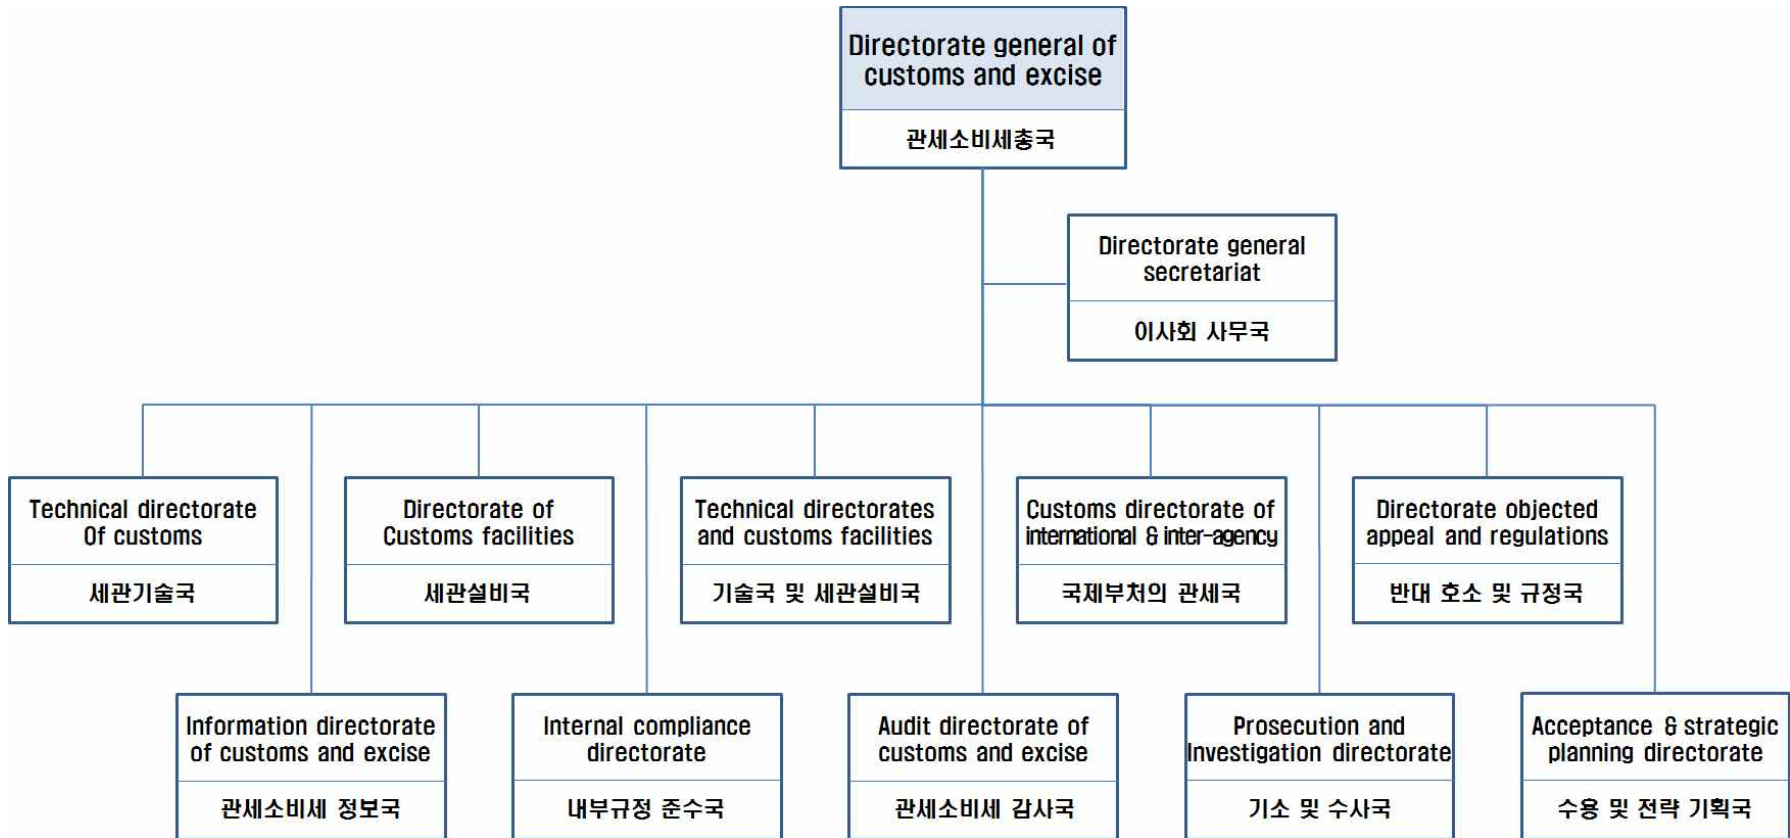 Directorate general of
customs and excise
관세소비세총국
Directorate general
secretariat
이사회 사무국
Technical directorate
Of customs
세관기술국
Directorate of
Customs facilities
세관설비국
Technical directorates
and customs facilities
기술국 및 세관설비국
Customs directorate of
international & inter-agency
국제부처의 관세국
Directorate objected
appeal and regulations
반대 호소 및 규정국
Information directorate
of customs and excise
관세소비세 정보국
Internal compliance
directorate
내부규정 준수국
Audit directorate of
customs and excise
관세소비세 감사국
Prosecution and
Investigation directorate
기소 및 수사국
Acceptance & strategic
planning directorate
수용 및 전략 기획국